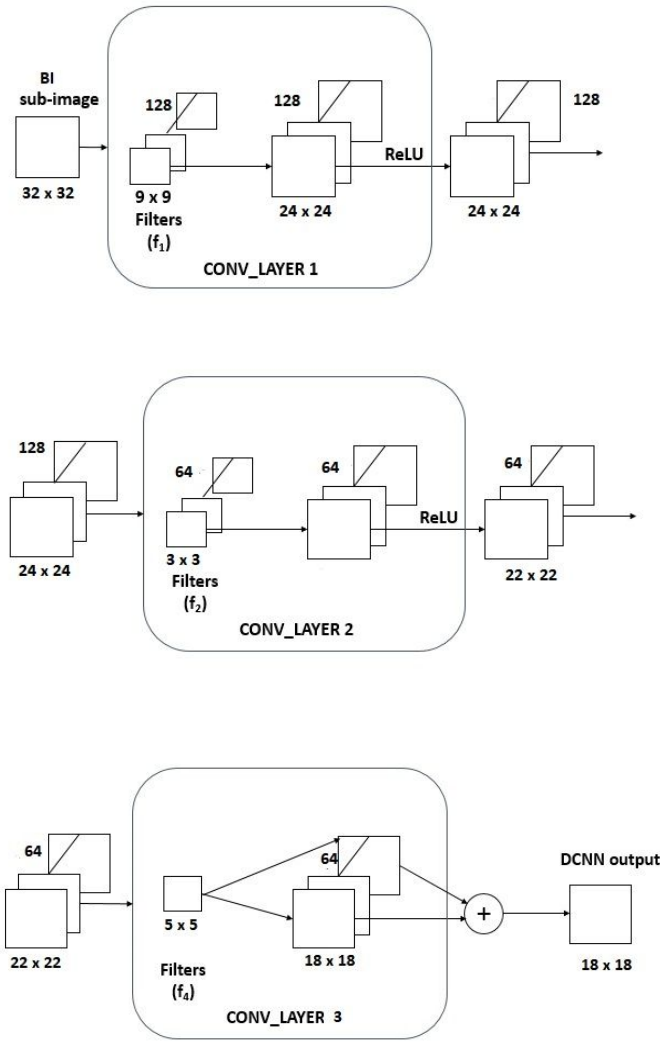 BI
sub-image
32 x 32
128
9 x 9
Filters
(f₁)
128
24 x 24
ReLU
128
24 x 24
CONV_LAYER 1
128
24 x 24
64
3 x 3
Filters
(f₂)
64
ReLU
64
22 x 22
CONV_LAYER 2
64
22 x 22
5 x 5
Filters
(f₄)
64
18 x 18
+
DCNN output
18 x 18
CONV_LAYER 3